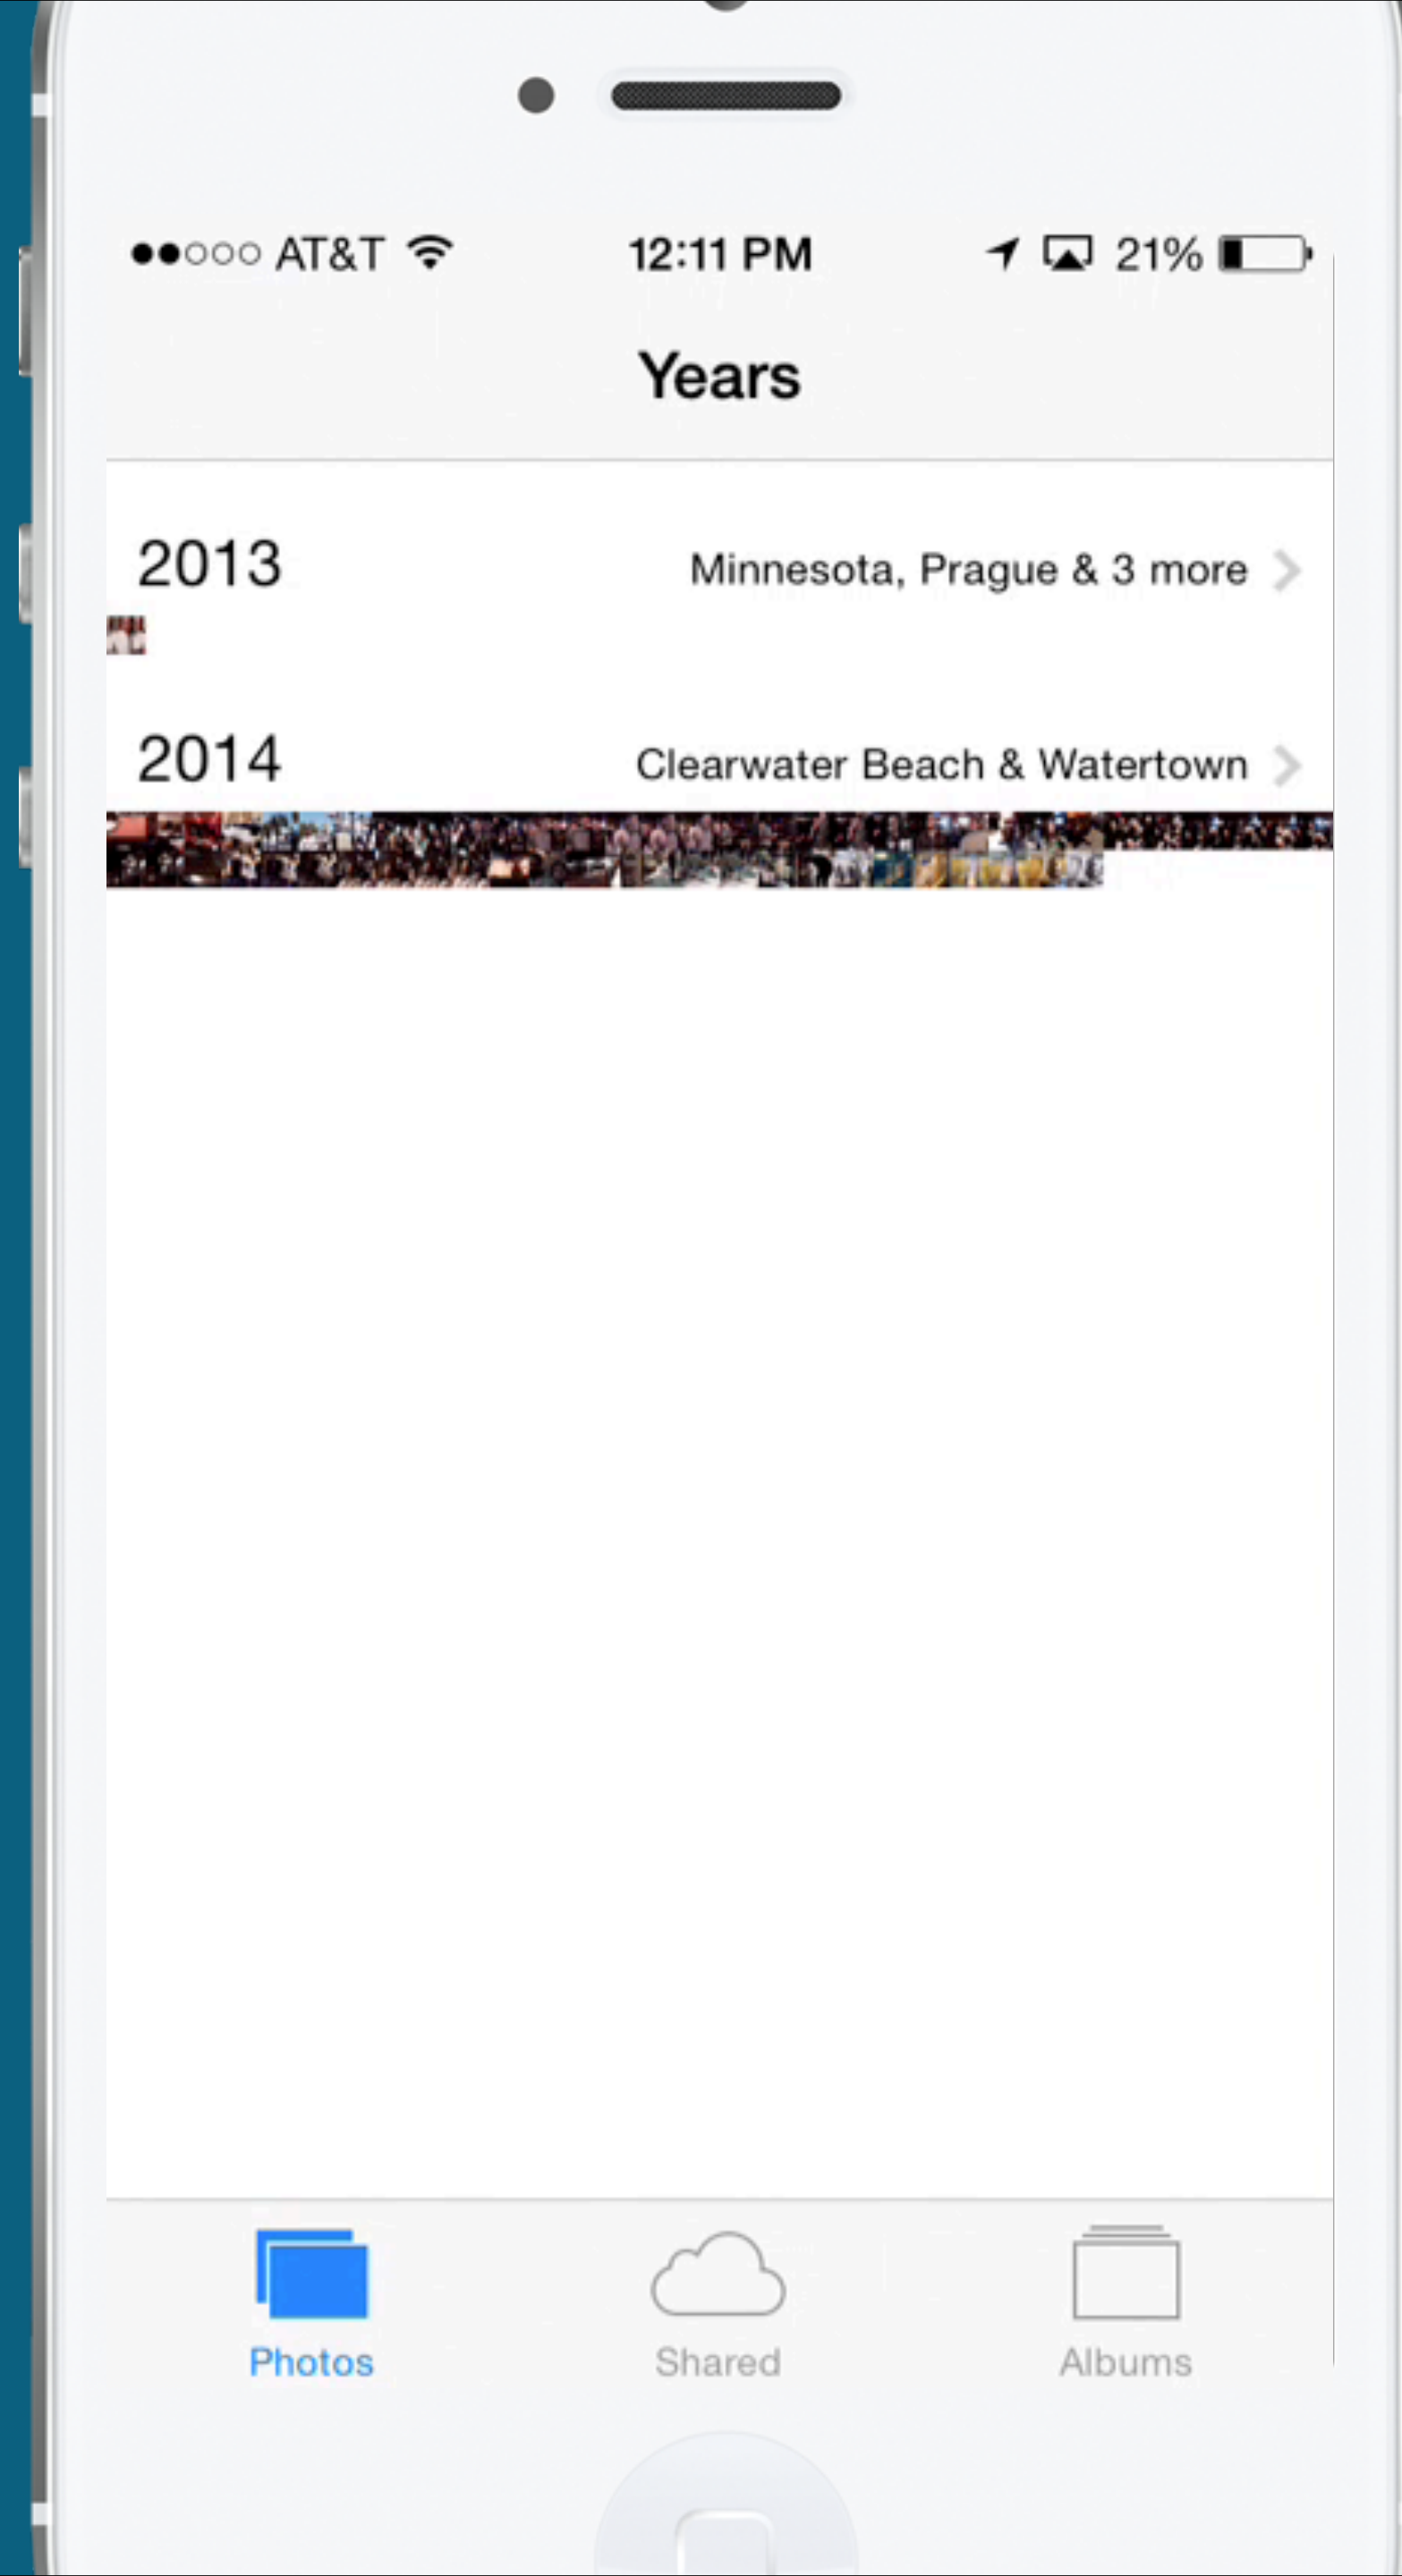 AT&T 12:11 PM 21%
Years
2013 Minnesota, Prague & 3 more
2014 Clearwater Beach & Watertown
Photos Shared Albums